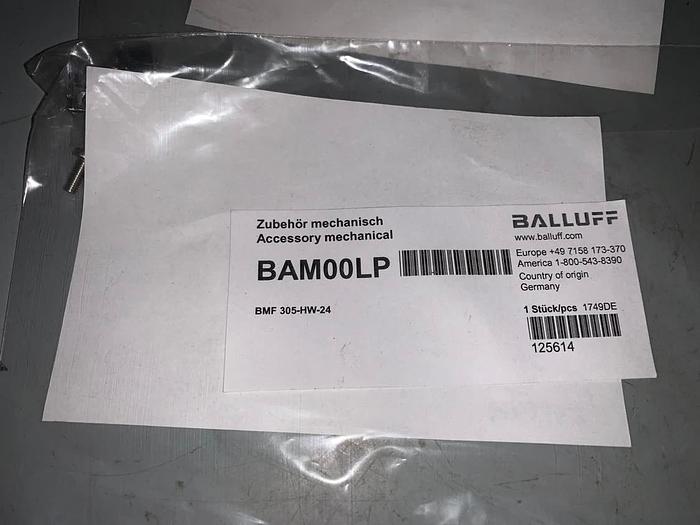 Zubehör mechanisch
Accessory mechanical
BAM00LP
BMF 305-HW-24
BALLUFF
www.balluff.com
Europe +49 7158 173-370
America 1-800-543-8390
Country of origin
Germany
1 Stück/pcs 1749DE
125614